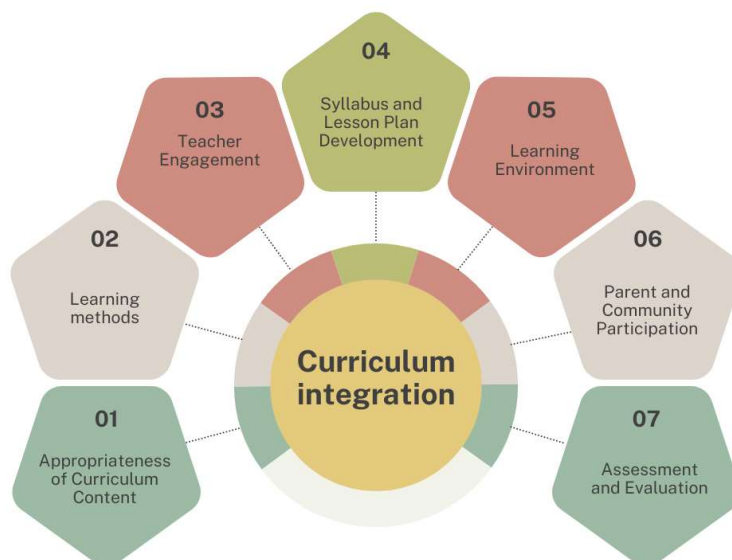 01
Appropriateness
of Curriculum
Content
02
Learning
methods
03
Teacher
Engagement
04
Syllabus and
Lesson Plan
Development
05
Learning
Environment
06
Parent and
Community
Participation
07
Assessment
and Evaluation
Curriculum
integration